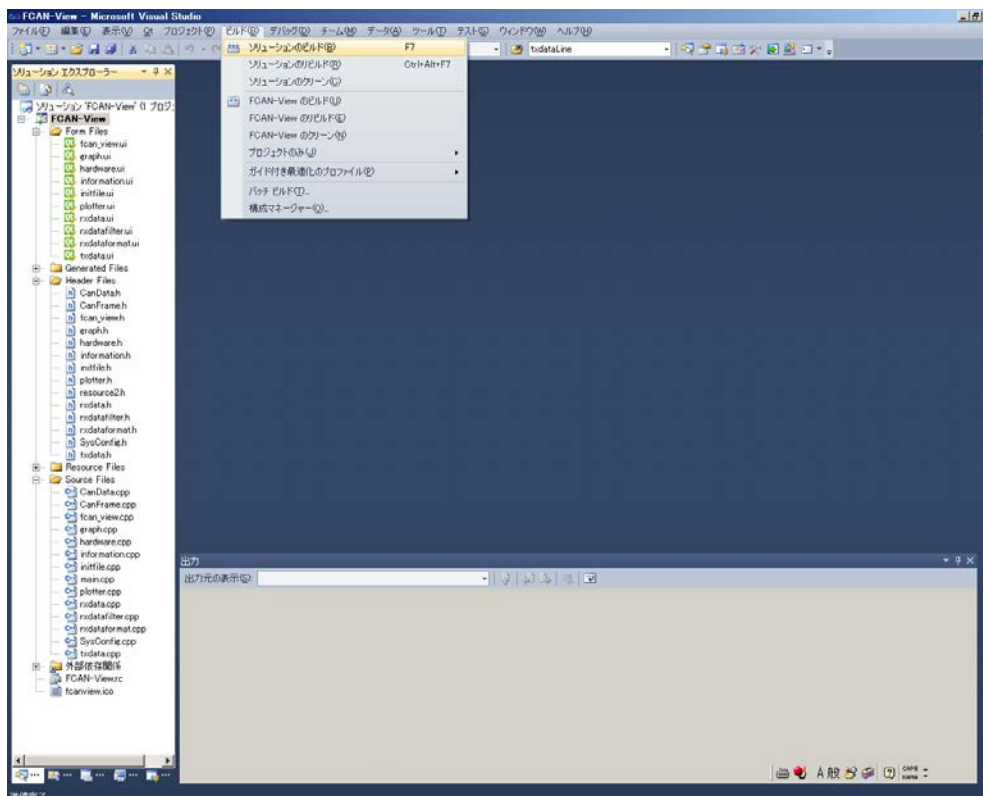 FCAN-View - Microsoft Visual Studio
ファイル(F) 編集(E) 表示(V) Qt プロジェクト(P) ビルド(B) デバッグ(D) チーム(M) データ(A) ツール(T) テスト(S) ウィンドウ(W) ヘルプ(H)
txdataLine
ソリューションのビルド(B) F7
ソリューションのリビルド(R) Ctrl+Alt+F7
ソリューションのクリーン(C)
FCAN-View のビルド(U)
FCAN-View のリビルド(E)
FCAN-View のクリーン(N)
プロジェクトのみ(J)
ガイド付き最適化のプロファイル(P)
バッチ ビルド(T)...
構成マネージャー(O)...
ソリューション エクスプローラー
ソリューション 'FCAN-View' (1 プロジ
FCAN-View
Form Files
fcan_view.ui
graph.ui
hardware.ui
information.ui
initfile.ui
plotter.ui
rxdata.ui
rxdatafilter.ui
rxdataformat.ui
txdata.ui
Generated Files
Header Files
CanData.h
CanFrame.h
fcan_view.h
graph.h
hardware.h
information.h
initfile.h
plotter.h
resource2.h
rxdata.h
rxdatafilter.h
rxdataformat.h
SysConfig.h
txdata.h
Resource Files
Source Files
CanData.cpp
CanFrame.cpp
fcan_view.cpp
graph.cpp
hardware.cpp
information.cpp
initfile.cpp
main.cpp
plotter.cpp
rxdata.cpp
rxdatafilter.cpp
rxdataformat.cpp
SysConfig.cpp
txdata.cpp
外部依存関係
FCAN-View.rc
fcanview.ico
出力
出力元の表示(S):
A 般 CAPS KANA